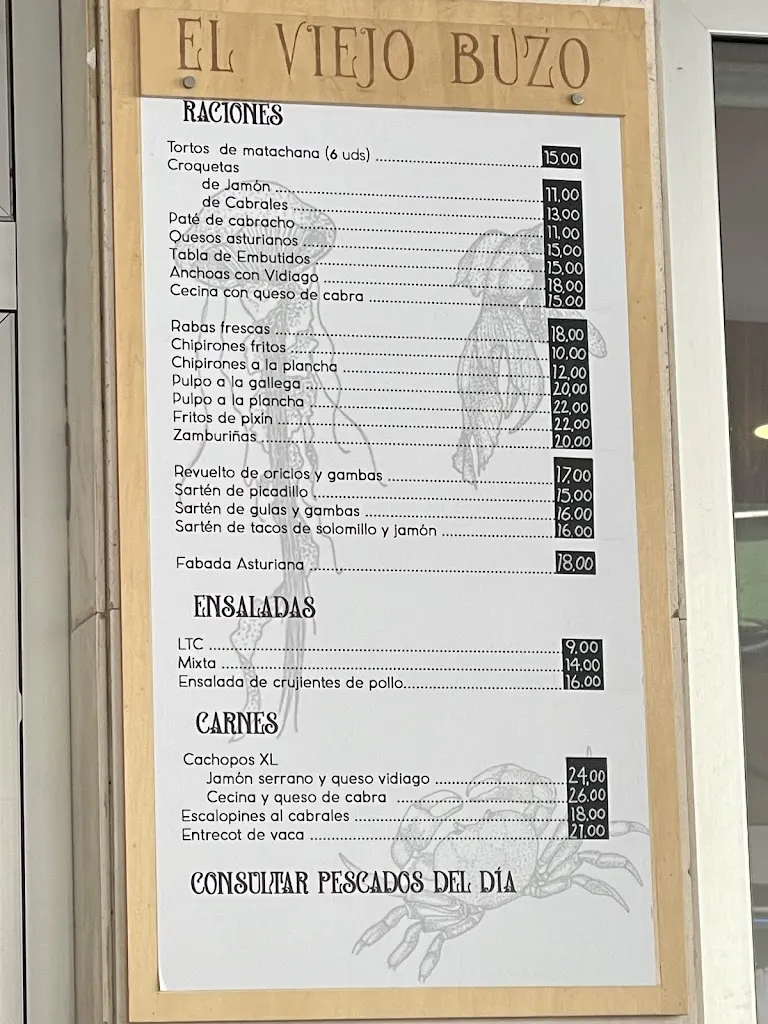 EL VIEJO BUZO
RACIONES
Tortos de matachana (6 uds) 15.00
Croquetas
de Jamón 11,00
de Cabrales 13,00
Paté de cabracho 11,00
Quesos asturianos 15,00
Tabla de Embutidos 15,00
Anchoas con Vidiago 18,00
Cecina con queso de cabra 15.00
Rabas frescas 18,00
Chipirones fritos 10,00
Chipirones a la plancha 12,00
Pulpo a la gallega 20,00
Pulpo a la plancha 22,00
Fritos de pIxín 22,00
Zamburiñas 20.00
Revuelto de oricios y gambas 17,00
Sartén de picadillo 15.00
Sartén de gulas y gambas 16.00
Sartén de tacos de solomillo y jamón 16.00
Fabada Asturiana 18,00
ENSALADAS
LTC 9,00
Mixta 14.00
Ensalada de crujientes de pollo 16.00
CARNES
Cachopos XL
Jamón serrano y queso vidiago 24,00
Cecina y queso de cabra 26.00
Escalopines al cabrales 18,00
Entrecot de vaca 21.00
CONSULTAR PESCADOS DEL DÍA